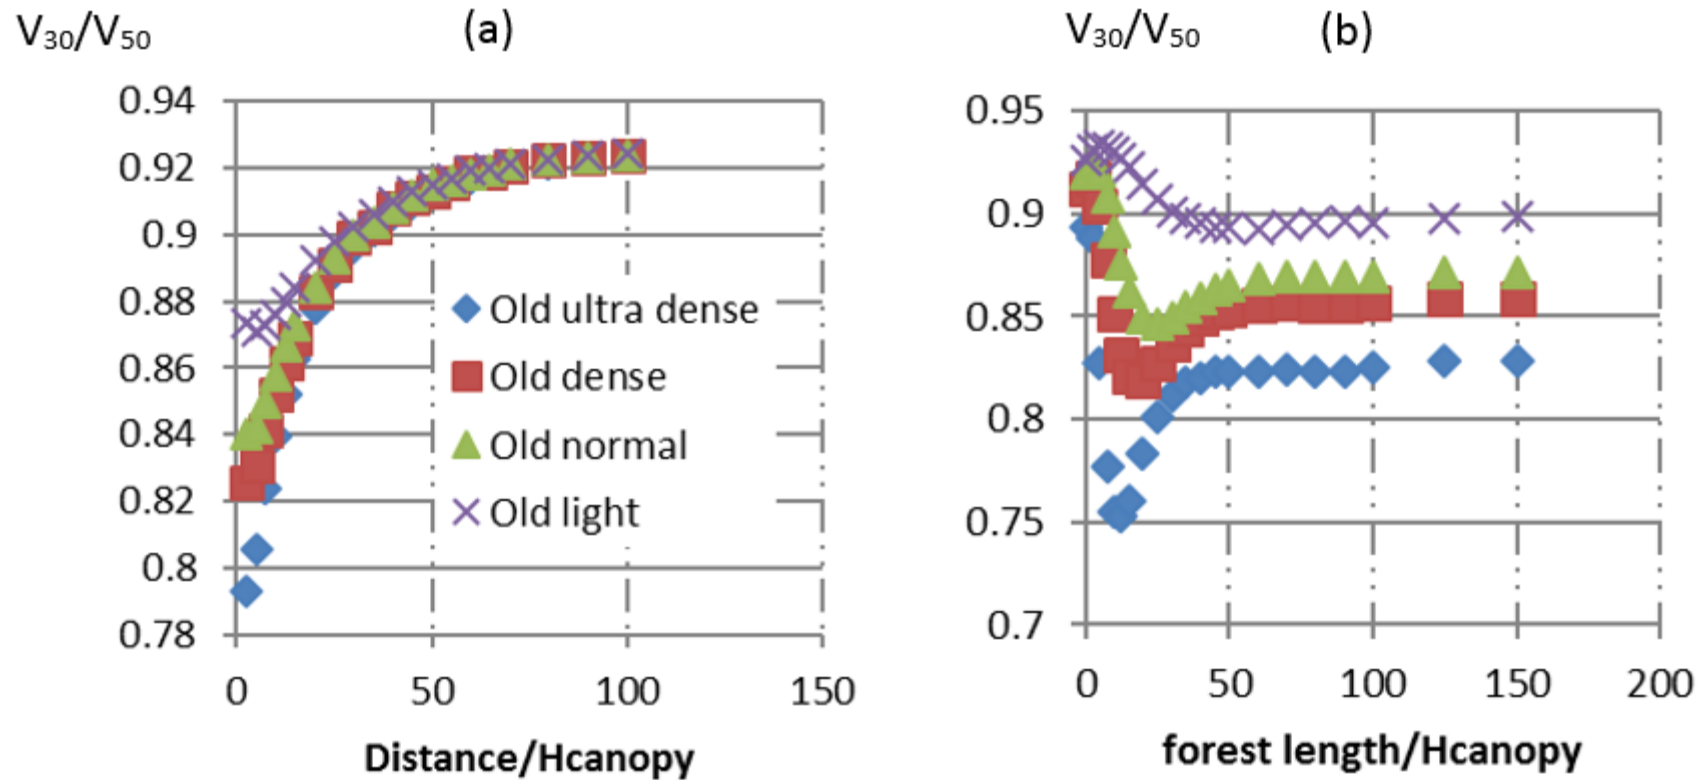 V₃₀/V₅₀
(a)
0.94
0.92
0.9
0.88
0.86
0.84
0.82
0.8
0.78
0
50
100
150
Old ultra dense
Old dense
Old normal
Old light
Distance/Hcanopy
V₃₀/V₅₀
(b)
0.95
0.9
0.85
0.8
0.75
0.7
0
50
100
150
200
forest length/Hcanopy